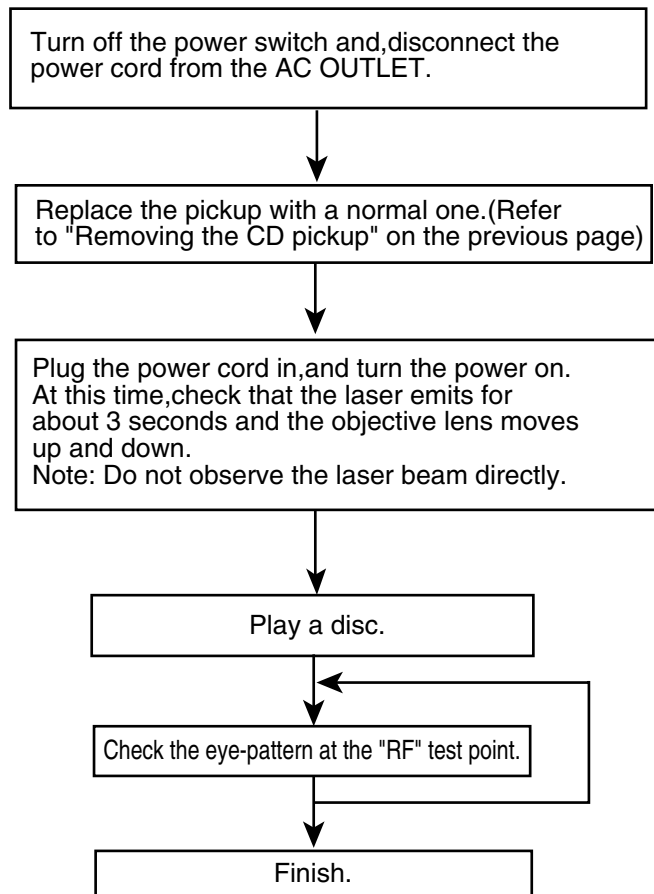 Turn off the power switch and,disconnect the
power cord from the AC OUTLET.
Replace the pickup with a normal one.(Refer
to "Removing the CD pickup" on the previous page)
Plug the power cord in,and turn the power on.
At this time,check that the laser emits for
about 3 seconds and the objective lens moves
up and down.
Note: Do not observe the laser beam directly.
Play a disc.
Check the eye-pattern at the "RF" test point.
Finish.